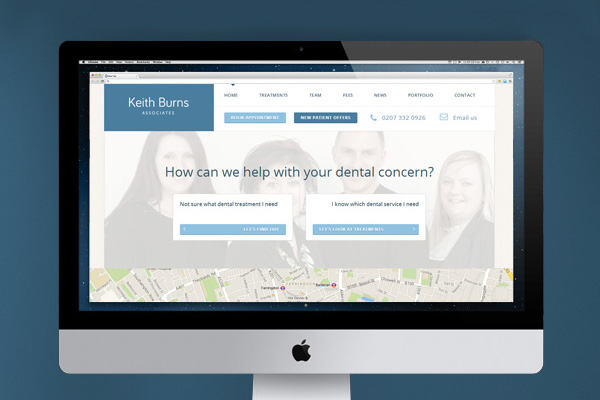 Keith Burns
ASSOCIATES
HOME TREATMENTS TEAM FEES NEWS PORTFOLIO CONTACT
BOOK APPOINTMENT NEW PATIENT OFFERS 0207 332 0926 Email us
How can we help with your dental concern?
Not sure what dental treatment I need
LET'S FIND OUT
I know which dental service I need
LET'S LOOK AT TREATMENTS
Farringdon
Barbican